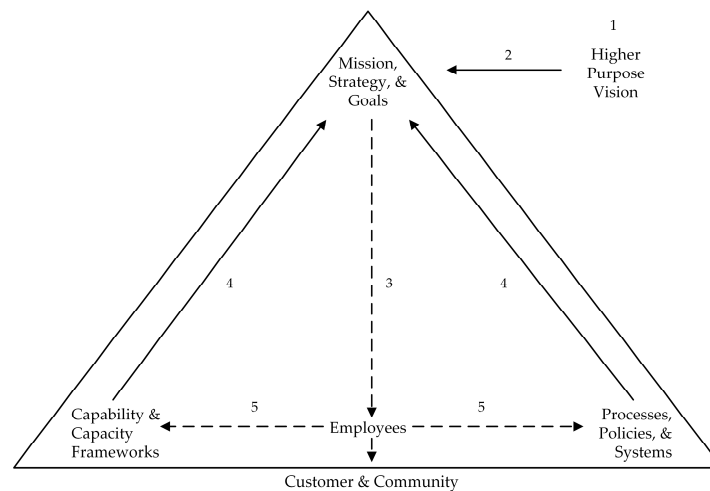 1
Higher
Purpose
Vision
2
Mission,
Strategy, &
Goals
4
3
4
5
5
Capability &
Capacity
Frameworks
Employees
Processes,
Policies, &
Systems
Customer & Community